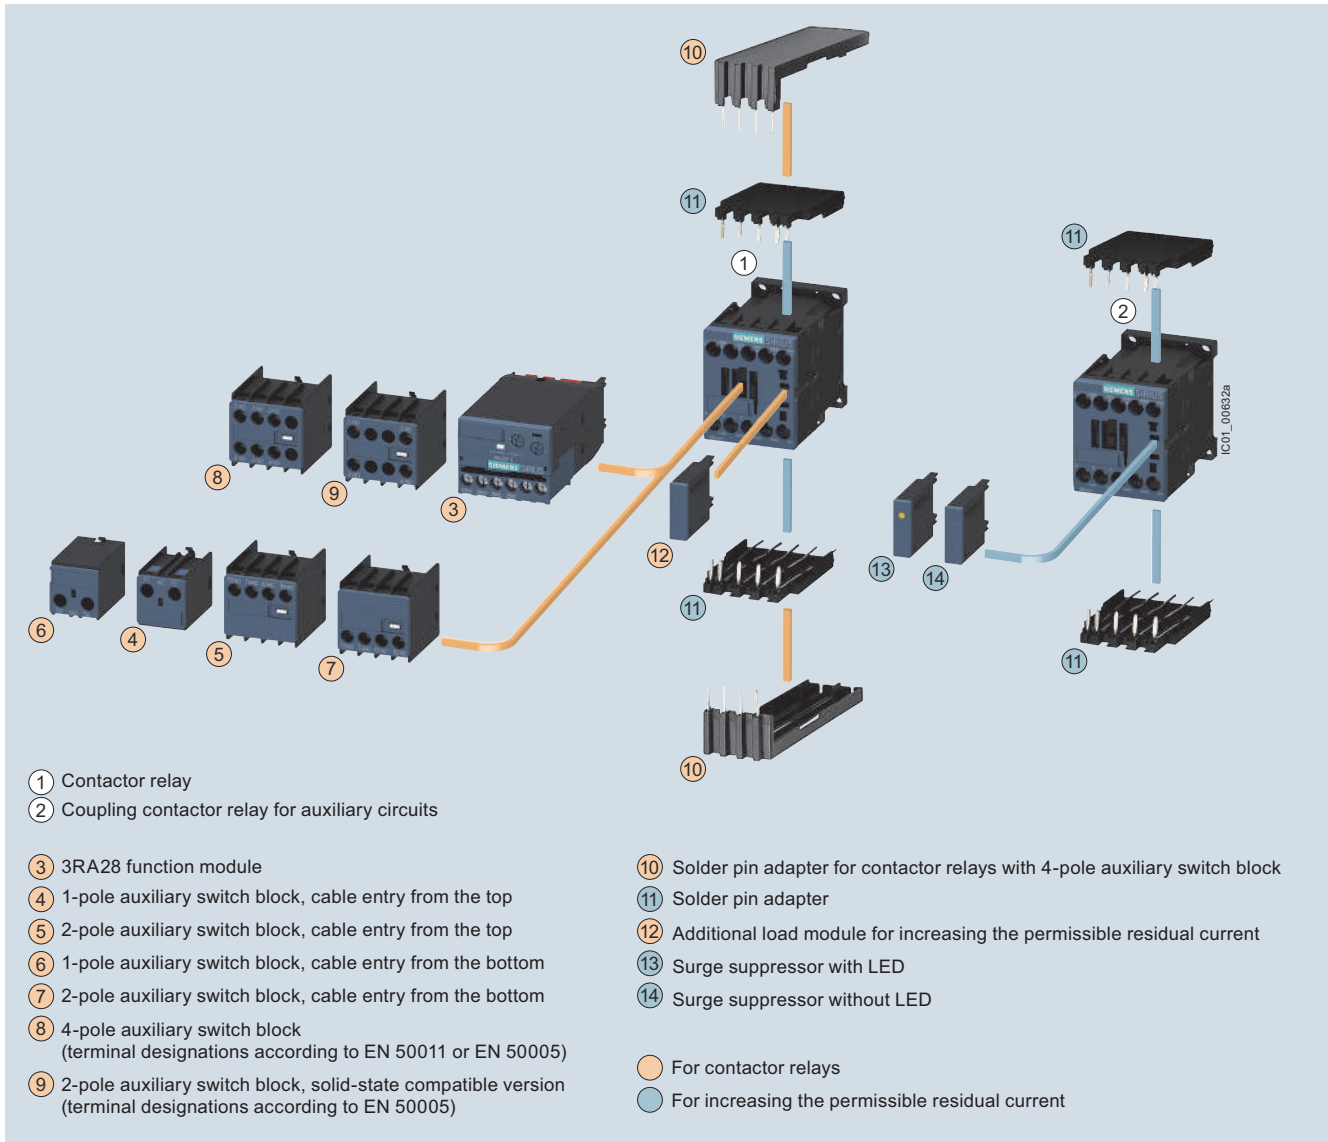 10
11
1
11
2
SIEMENS SIRIUS
SIEMENS SIRIUS
IC01_00632a
SIEMENS SIRIUS
8
9
3
12
13
14
6
4
5
7
11
11
10
1 Contactor relay
2 Coupling contactor relay for auxiliary circuits
3 3RA28 function module
4 1-pole auxiliary switch block, cable entry from the top
5 2-pole auxiliary switch block, cable entry from the top
6 1-pole auxiliary switch block, cable entry from the bottom
7 2-pole auxiliary switch block, cable entry from the bottom
8 4-pole auxiliary switch block
(terminal designations according to EN 50011 or EN 50005)
9 2-pole auxiliary switch block, solid-state compatible version
(terminal designations according to EN 50005)
10 Solder pin adapter for contactor relays with 4-pole auxiliary switch block
11 Solder pin adapter
12 Additional load module for increasing the permissible residual current
13 Surge suppressor with LED
14 Surge suppressor without LED
For contactor relays
For increasing the permissible residual current